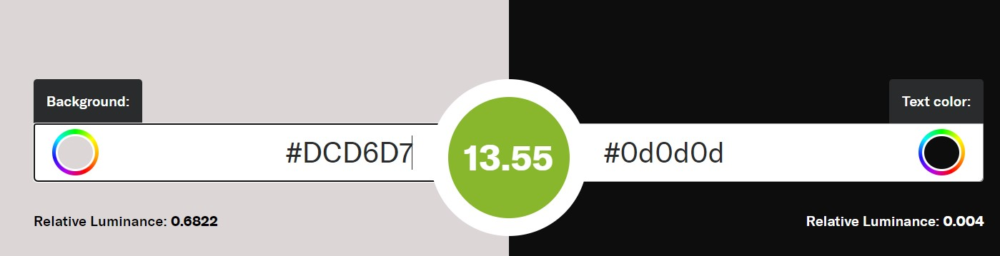 Background:
Text color:
#DCD6D7
13.55
#0d0d0d
Relative Luminance: 0.6822
Relative Luminance: 0.004